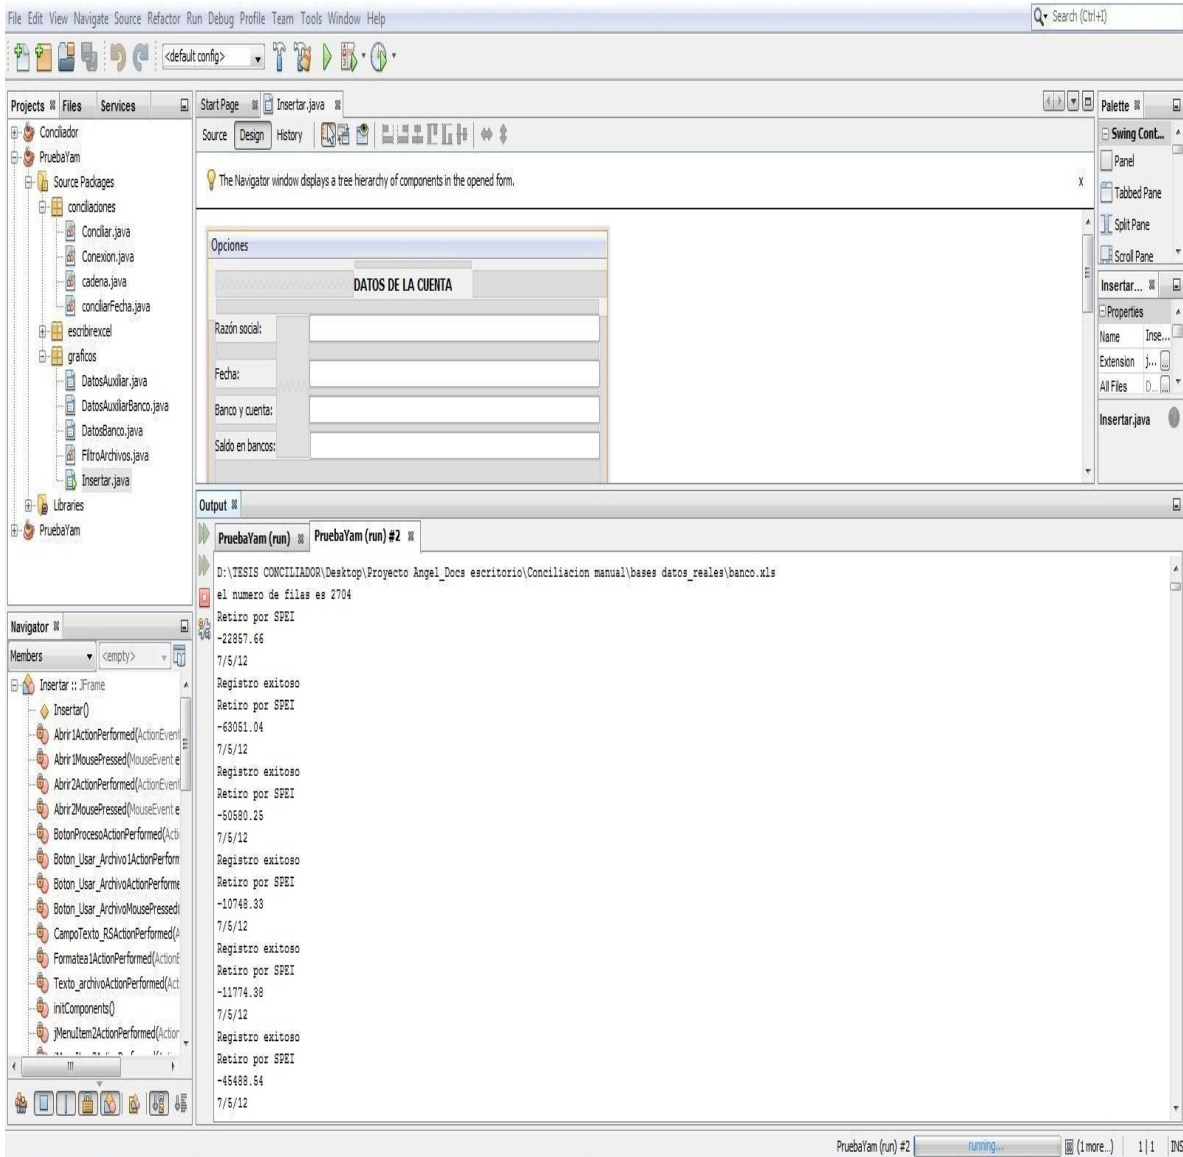 File Edit View Navigate Source Refactor Run Debug Profile Team Tools Window Help
Search (Ctrl+I)
<default config>
Projects Files Services
Conciliador
PruebaYam
Source Packages
conciliaciones
Conciliar.java
Conexion.java
cadena.java
conciliarFecha.java
escribirexcel
graficos
DatosAuxiliar.java
DatosAuxiliarBanco.java
DatosBanco.java
FiltroArchivos.java
Insertar.java
Libraries
PruebaYam
Start Page Insertar.java
Source Design History
The Navigator window displays a tree hierarchy of components in the opened form. x
Opciones
DATOS DE LA CUENTA
Razón social:
Fecha:
Banco y cuenta:
Saldo en bancos:
Palette
Swing Cont...
Panel
Tabbed Pane
Split Pane
Scroll Pane
Insertar...
Properties
Name Inse...
Extension j... ...
All Files D... ...
Insertar.java
Navigator
Members <empty>
Insertar :: JFrame
Insertar()
Abrir1ActionPerformed(ActionEvent
Abrir1MousePressed(MouseEvent e
Abrir2ActionPerformed(ActionEvent
Abrir2MousePressed(MouseEvent e
BotonProcesoActionPerformed(Acti
Boton_Usar_Archivo1ActionPerform
Boton_Usar_ArchivoActionPerforme
Boton_Usar_ArchivoMousePressed(
CampoTexto_RSActionPerformed(A
Formatea1ActionPerformed(ActionE
Texto_archivoActionPerformed(Act
initComponents()
jMenuItem2ActionPerformed(Action
Output
PruebaYam (run) PruebaYam (run) #2
D:\TESIS CONCILIADOR\Desktop\Proyecto Angel_Docs escritorio\Conciliacion manual\bases datos_reales\banco.xls
el numero de filas es 2704
Retiro por SPEI
-22857.66
7/5/12
Registro exitoso
Retiro por SPEI
-63051.04
7/5/12
Registro exitoso
Retiro por SPEI
-50580.25
7/5/12
Registro exitoso
Retiro por SPEI
-10748.33
7/5/12
Registro exitoso
Retiro por SPEI
-11774.38
7/5/12
Registro exitoso
Retiro por SPEI
-45488.54
7/5/12
PruebaYam (run) #2 running... (1 more...) 1|1 INS